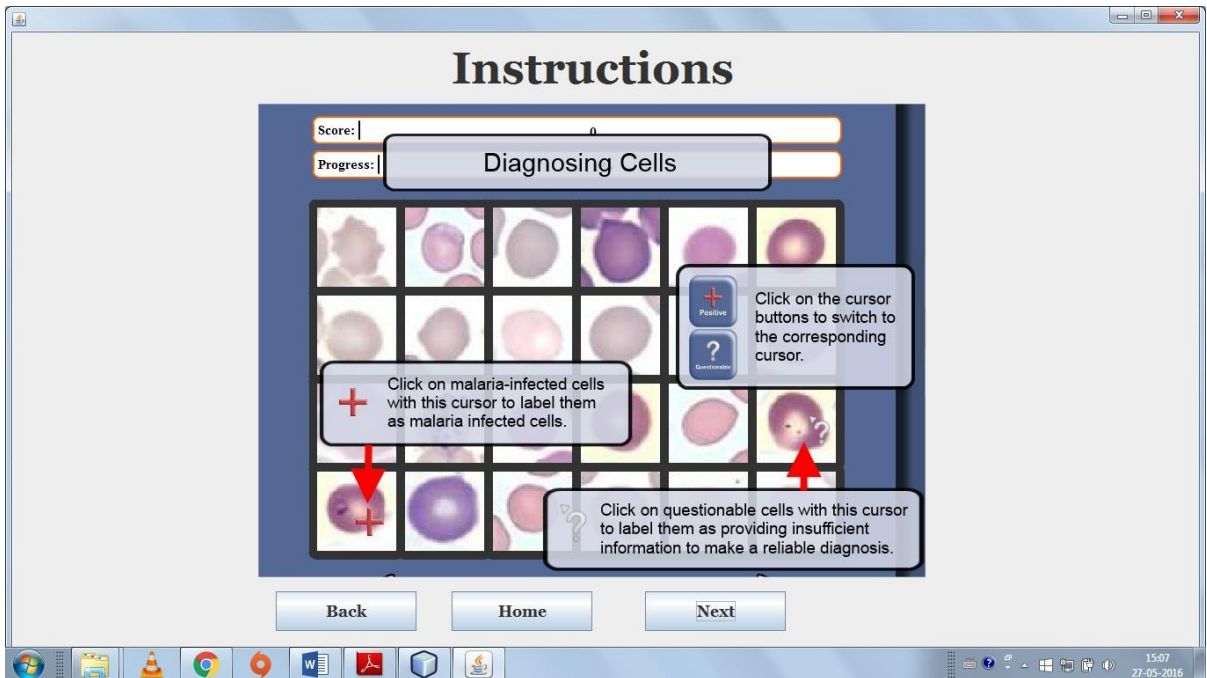 Instructions
Score:
0
Progress:
Diagnosing Cells
Positive
?
Questionable
Click on the cursor
buttons to switch to
the corresponding
cursor.
Click on malaria-infected cells
with this cursor to label them
as malaria infected cells.
?
?
Click on questionable cells with this cursor
to label them as providing insufficient
information to make a reliable diagnosis.
Back
Home
Next
W
?
15:07
27-05-2016